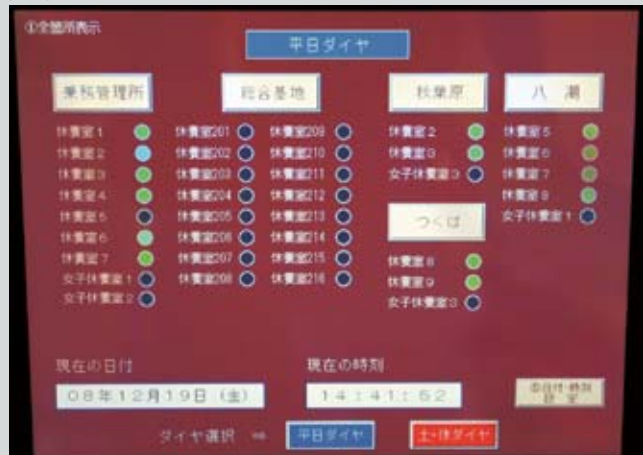 ①全箇所表示
平日ダイヤ
乗務管理所
休養室1
休養室2
休養室3
休養室4
休養室5
休養室6
休養室7
女子休養室1
女子休養室2
総合基地
休養室201
休養室202
休養室203
休養室204
休養室205
休養室206
休養室207
休養室208
休養室209
休養室210
休養室211
休養室212
休養室213
休養室214
休養室215
休養室216
秋葉原
休養室2
休養室3
女子休養室3
つくば
休養室8
休養室9
女子休養室3
八潮
休養室5
休養室6
休養室7
休養室8
女子休養室1
現在の日付
08年12月19日(金)
現在の時刻
14:41:52
日付・時刻
設定
ダイヤ選択 ⇒
平日ダイヤ
土・休ダイヤ